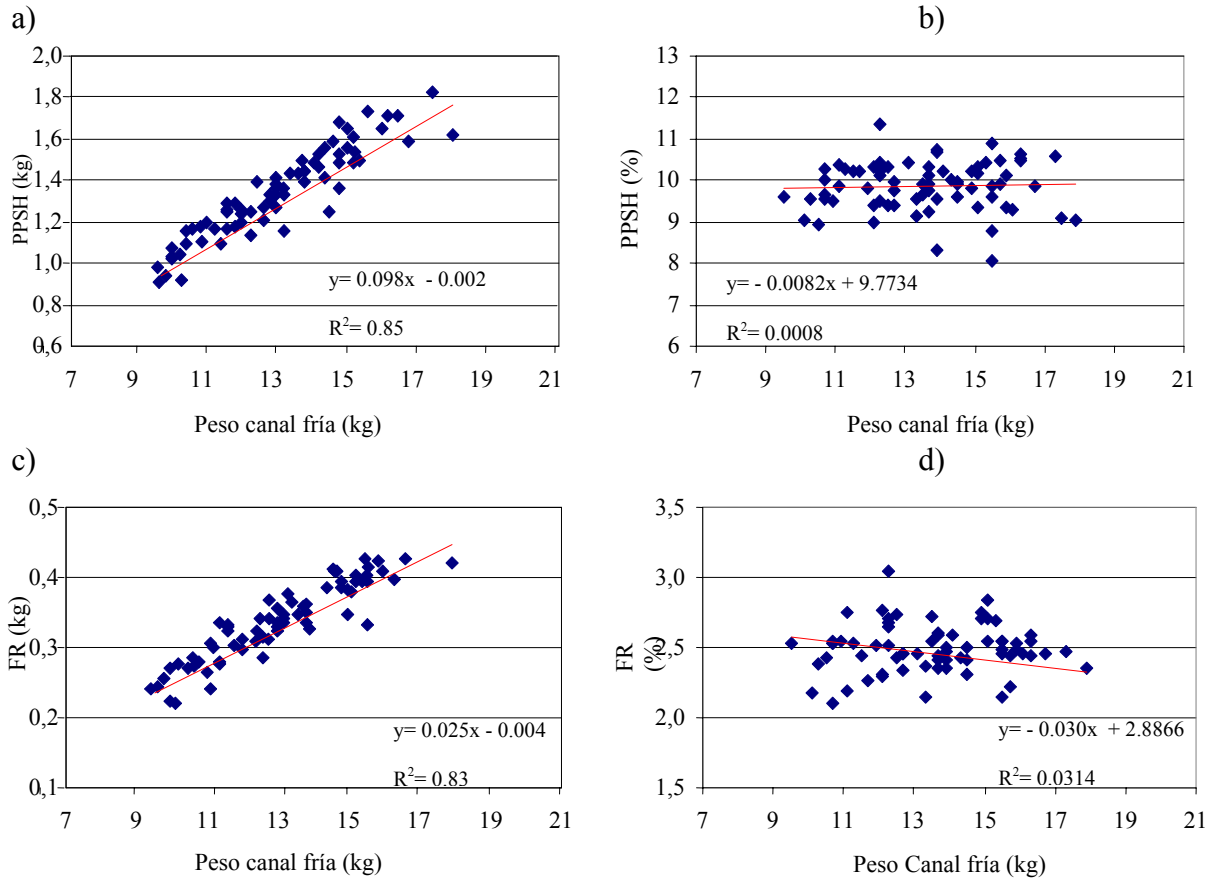 a)
2,0
1,8
1,6
1,4
1,2
1,0
0,8
0,6
PPSH (kg)
y= 0.098x - 0.002
R²= 0.85
7 9 11 13 15 17 19 21
Peso canal fría (kg)
b)
13
12
11
10
9
8
7
6
PPSH (%)
y= - 0.0082x + 9.7734
R²= 0.0008
7 9 11 13 15 17 19 21
Peso canal fría (kg)
c)
0,5
0,4
0,3
0,2
0,1
FR (kg)
y= 0.025x - 0.004
R²= 0.83
7 9 11 13 15 17 19 21
Peso canal fría (kg)
d)
3,5
3,0
2,5
2,0
1,5
FR
(%)
y= - 0.030x + 2.8866
R²= 0.0314
7 9 11 13 15 17 19 21
Peso Canal fría (kg)